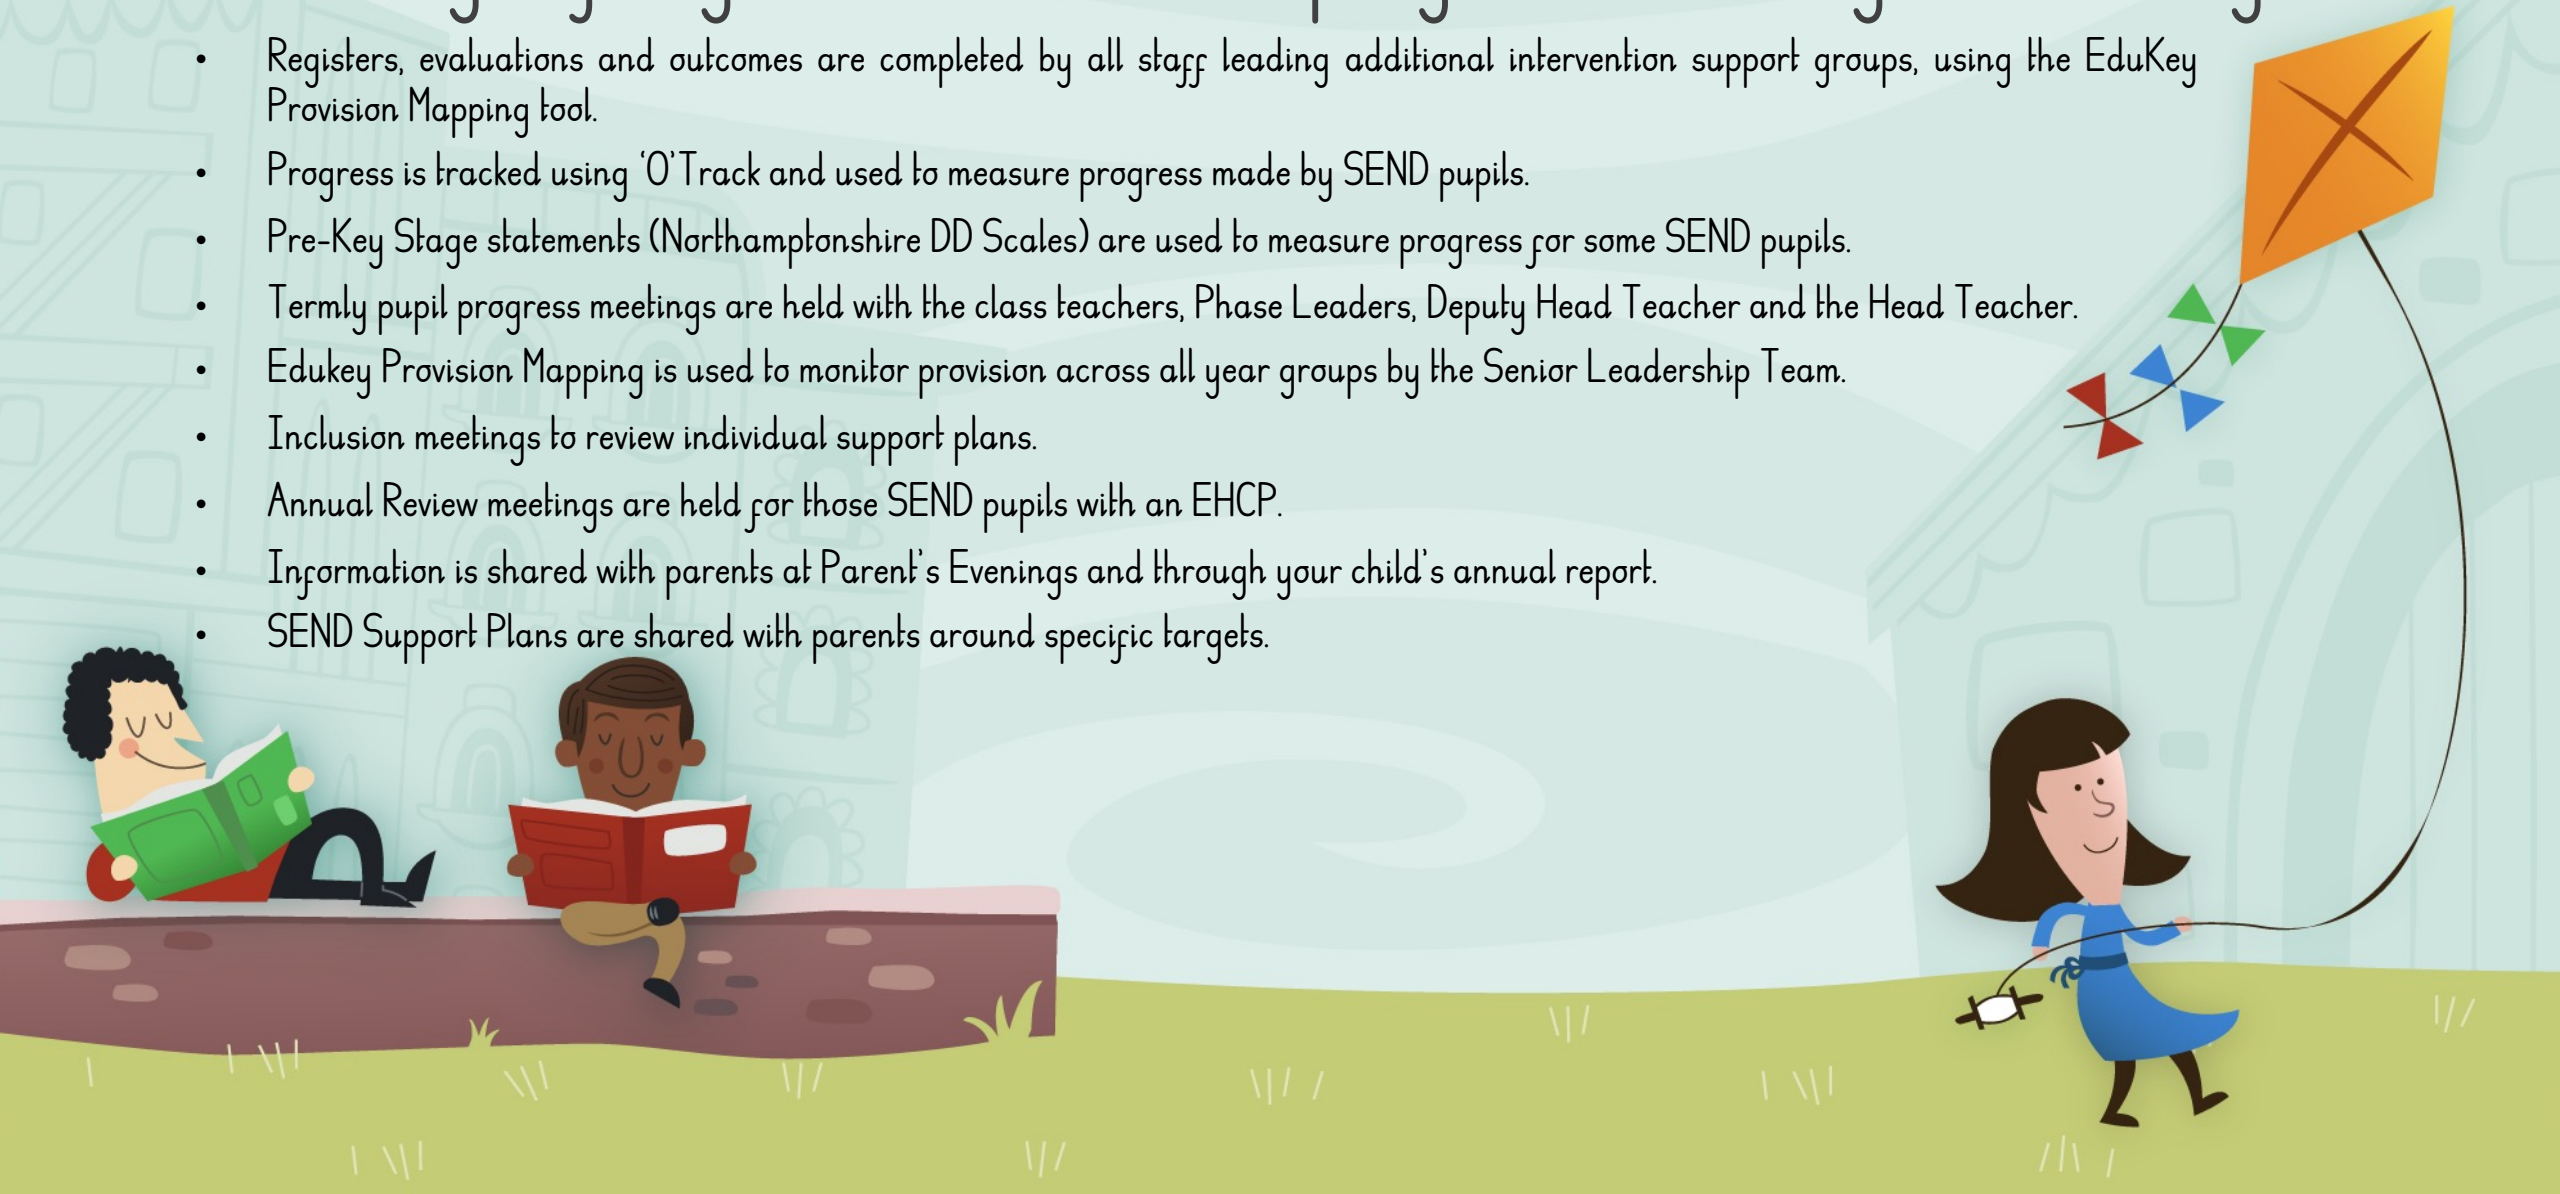 • Registers, evaluations and outcomes are completed by all staff leading additional intervention support groups, using the EduKey
Provision Mapping tool.
• Progress is tracked using ‘O’Track and used to measure progress made by SEND pupils.
• Pre-Key Stage statements (Northamptonshire DD Scales) are used to measure progress for some SEND pupils.
• Termly pupil progress meetings are held with the class teachers, Phase Leaders, Deputy Head Teacher and the Head Teacher.
• Edukey Provision Mapping is used to monitor provision across all year groups by the Senior Leadership Team.
• Inclusion meetings to review individual support plans.
• Annual Review meetings are held for those SEND pupils with an EHCP.
• Information is shared with parents at Parent’s Evenings and through your child’s annual report.
• SEND Support Plans are shared with parents around specific targets.